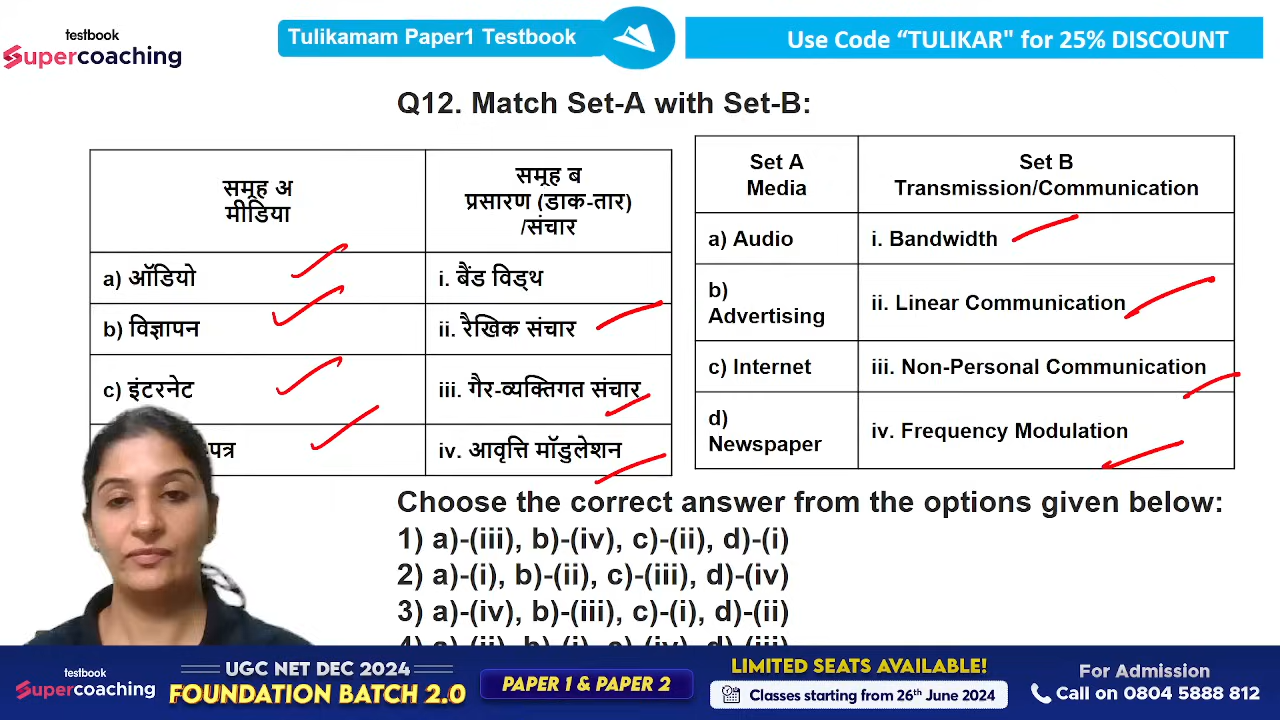 testbook
Supercoaching
Tulikamam Paper1 Testbook
Use Code “TULIKAR" for 25% DISCOUNT
Q12. Match Set-A with Set-B:
समूह अ
मीडिया
समूह ब
प्रसारण (डाक-तार)
/संचार
a) ऑडियो
i. बैंड विड्थ
b) विज्ञापन
ii. रैखिक संचार
c) इंटरनेट
iii. गैर-व्यक्तिगत संचार
-पत्र
iv. आवृत्ति मॉडुलेशन
Set A
Media
Set B
Transmission/Communication
a) Audio
i. Bandwidth
b)
Advertising
ii. Linear Communication
c) Internet
iii. Non-Personal Communication
d)
Newspaper
iv. Frequency Modulation
Choose the correct answer from the options given below:
1) a)-(iii), b)-(iv), c)-(ii), d)-(i)
2) a)-(i), b)-(ii), c)-(iii), d)-(iv)
3) a)-(iv), b)-(iii), c)-(i), d)-(ii)
testbook
Supercoaching
UGC NET DEC 2024
FOUNDATION BATCH 2.0
PAPER 1 & PAPER 2
LIMITED SEATS AVAILABLE!
Classes starting from 26th June 2024
For Admission
Call on 0804 5888 812